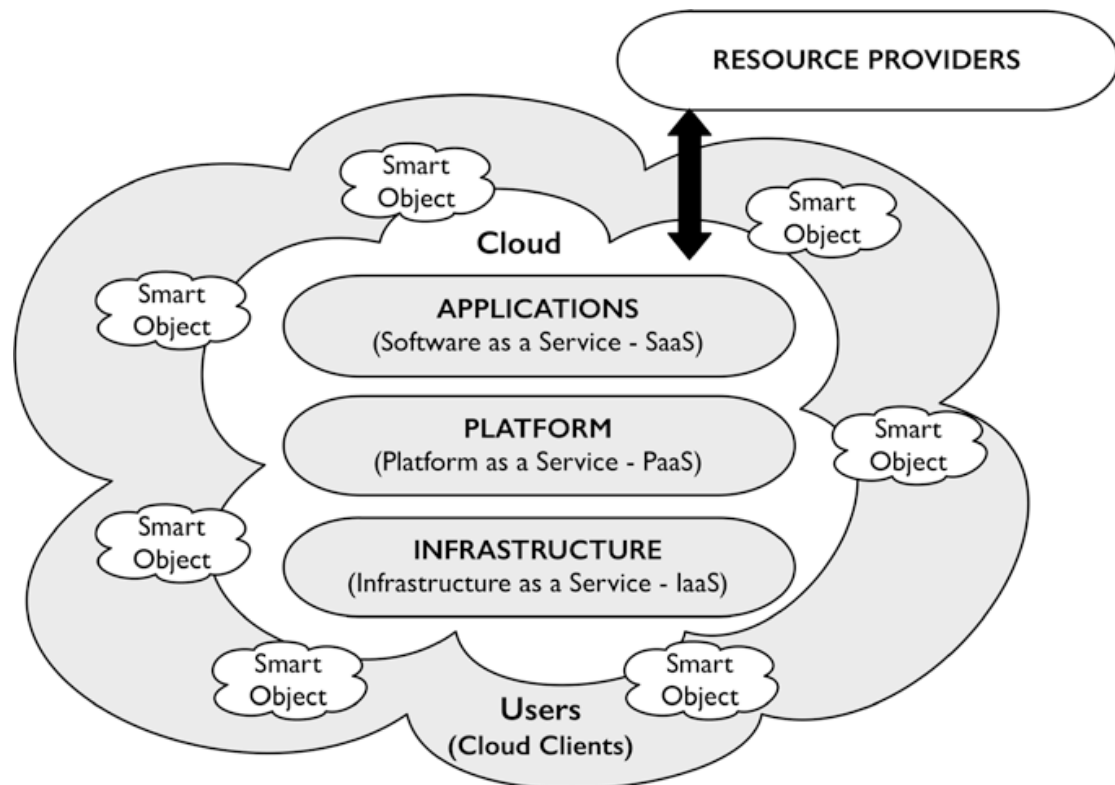 RESOURCE PROVIDERS
Smart
Object
Smart
Object
Cloud
Smart
Object
APPLICATIONS
(Software as a Service - SaaS)
PLATFORM
(Platform as a Service - PaaS)
Smart
Object
Smart
Object
INFRASTRUCTURE
(Infrastructure as a Service - IaaS)
Smart
Object
Smart
Object
Users
(Cloud Clients)